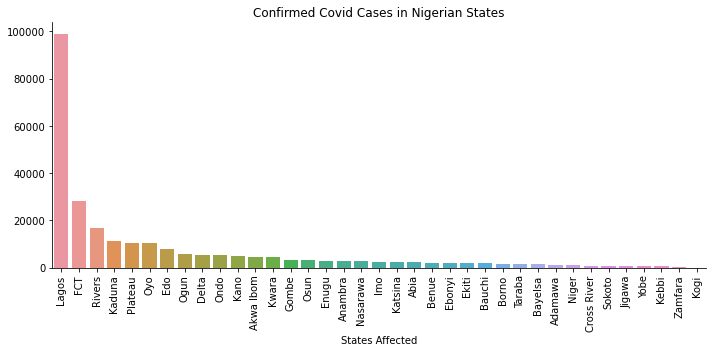 Confirmed Covid Cases in Nigerian States
100000
80000
60000
40000
20000
0
Lagos
FCT
Rivers
Kaduna
Plateau
Oyo
Edo
Ogun
Delta
Ondo
Kano
Akwa Ibom
Kwara
Gombe
Osun
Enugu
Anambra
Nasarawa
Imo
Katsina
Abia
Benue
Ebonyi
Ekiti
Bauchi
Borno
Taraba
Bayelsa
Adamawa
Niger
Cross River
Sokoto
Jigawa
Yobe
Kebbi
Zamfara
Kogi
States Affected